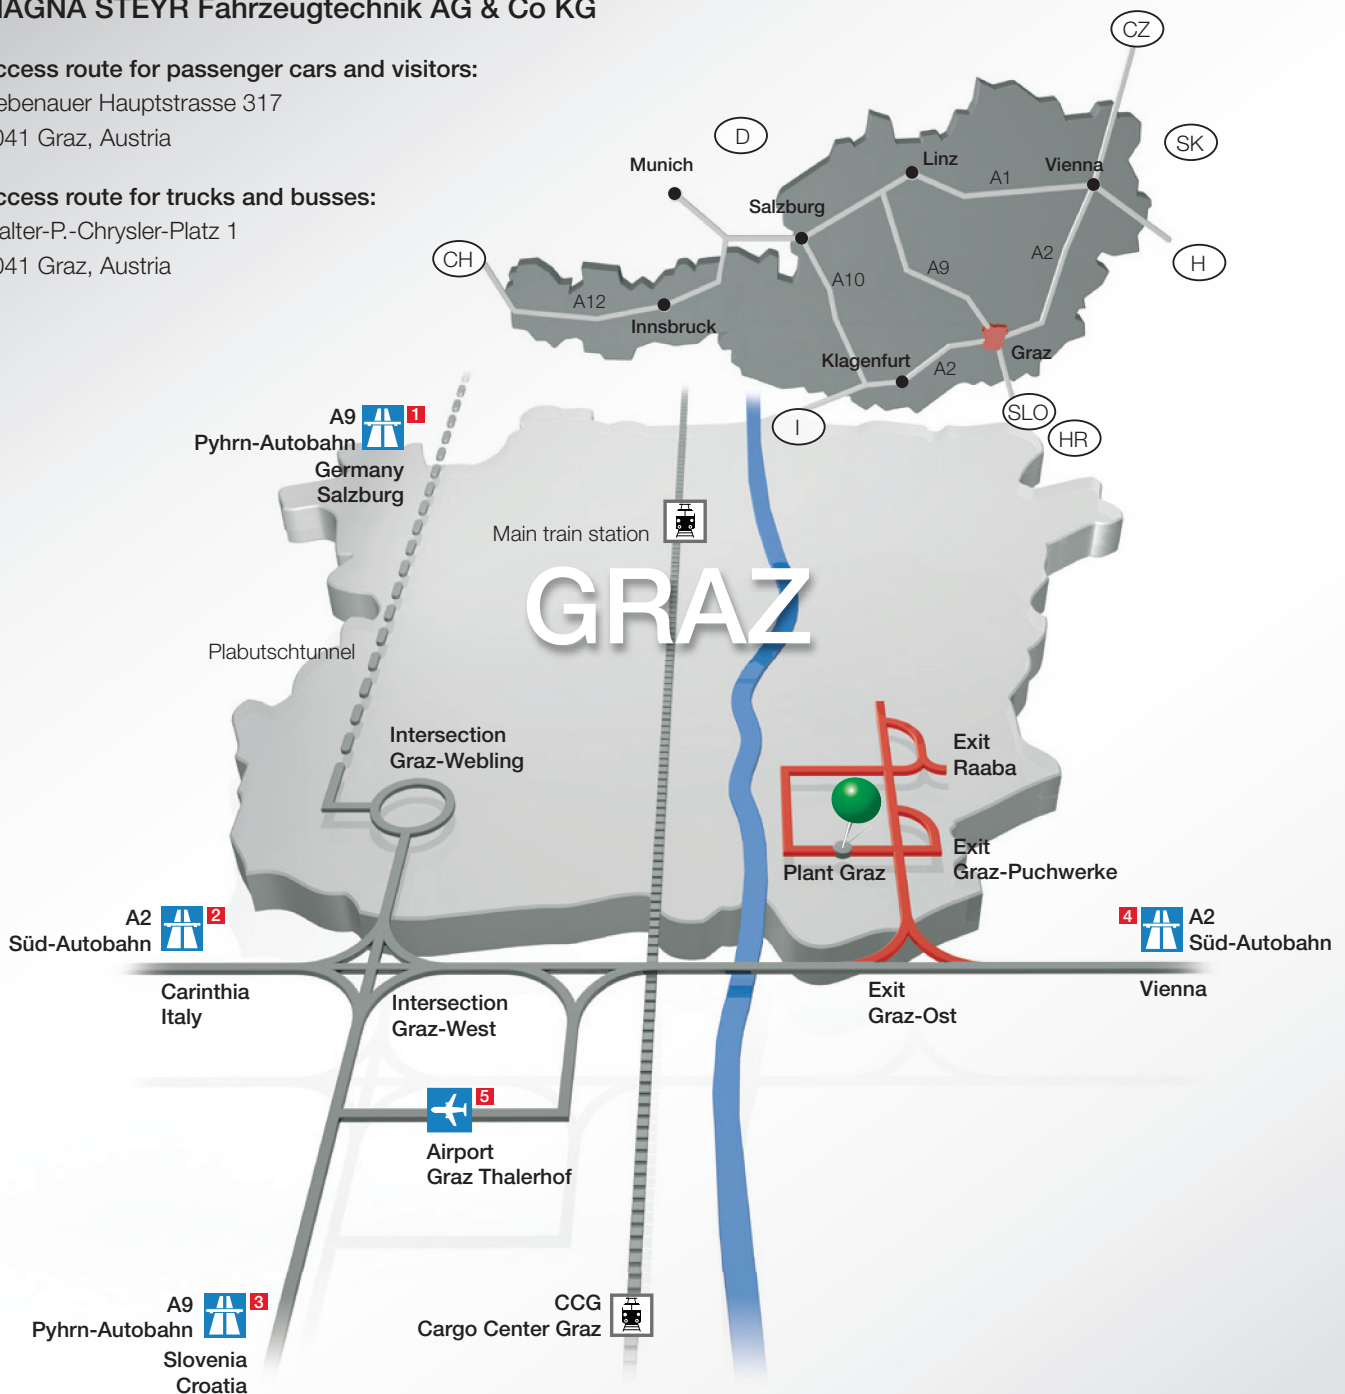 MAGNA STEYR Fahrzeugtechnik AG & Co KG
ccess route for passenger cars and visitors:
ebenauer Hauptstrasse 317
041 Graz, Austria
ccess route for trucks and busses:
alter-P.-Chrysler-Platz 1
041 Graz, Austria
CZ
D
SK
Munich
Linz
Vienna
A1
Salzburg
CH
H
A2
A9
A10
A12
Innsbruck
Graz
Klagenfurt
A2
SLO
I
HR
A9
1
Pyhrn-Autobahn
Germany
Salzburg
Main train station
GRAZ
Plabutschtunnel
Intersection
Graz-Webling
Exit
Raaba
Exit
Graz-Puchwerke
Plant Graz
A2
2
Süd-Autobahn
Carinthia
Italy
4
A2
Süd-Autobahn
Vienna
Intersection
Graz-West
Exit
Graz-Ost
5
Airport
Graz Thalerhof
A9
3
Pyhrn-Autobahn
Slovenia
Croatia
CCG
Cargo Center Graz